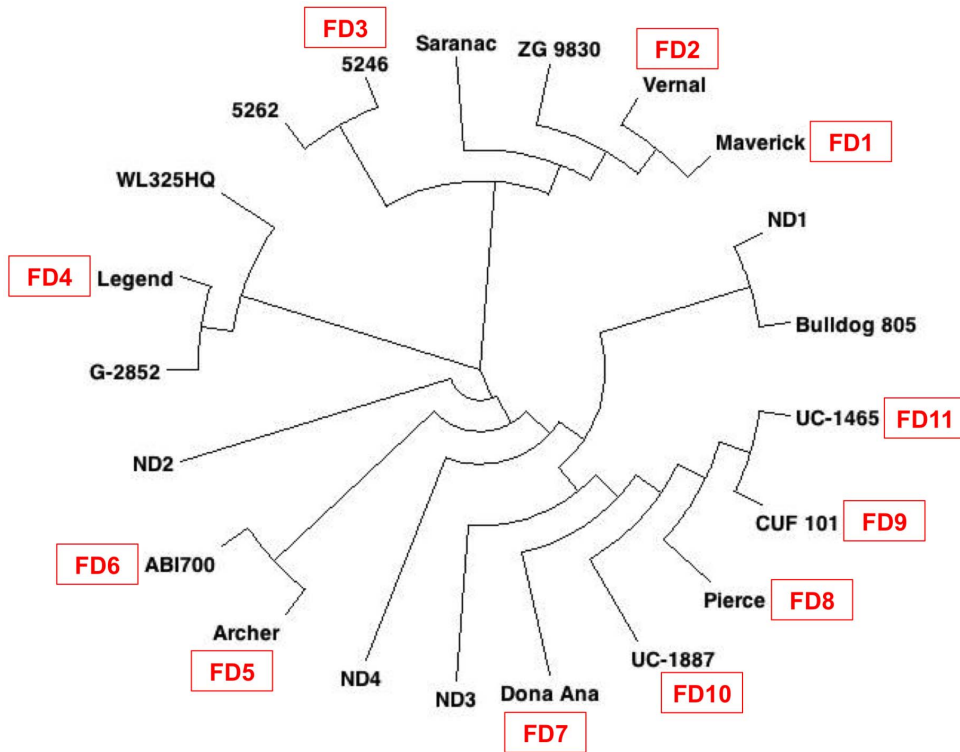 FD3
Saranac
ZG 9830
FD2
5246
Vernal
5262
Maverick FD1
WL325HQ
ND1
FD4 Legend
Bulldog 805
G-2852
UC-1465 FD11
ND2
CUF 101 FD9
FD6 ABI700
Pierce FD8
Archer
UC-1887
FD5
ND4
ND3
Dona Ana
FD10
FD7